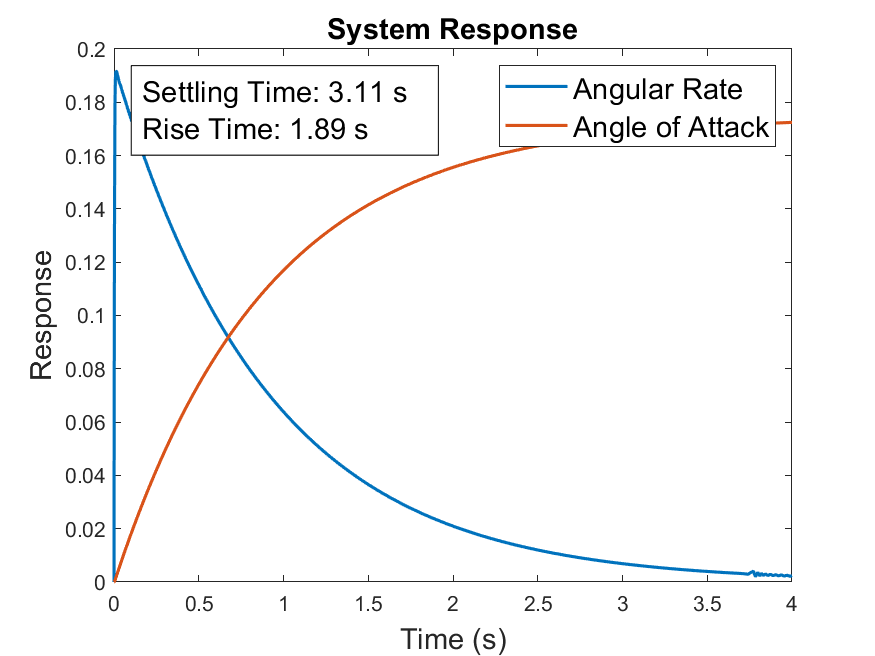 System Response
Settling Time: 3.11 s
Rise Time: 1.89 s
Angular Rate
Angle of Attack
Response
0.2
0.18
0.16
0.14
0.12
0.1
0.08
0.06
0.04
0.02
0
0
0.5
1
1.5
2
2.5
3
3.5
4
Time (s)